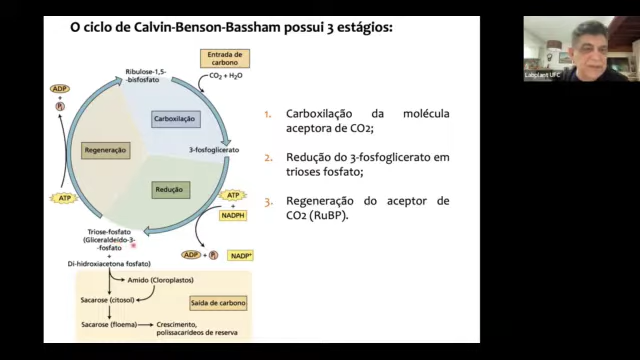 O ciclo de Calvin-Benson-Bassham possui 3 estágios:
Entrada de
carbono
Ribulose-1,5-
bisfosfato
CO2 + H2O
ADP
+
Pi
Carboxilação
Regeneração
3-fosfoglicerato
Redução
ATP
ATP
+
NADPH
Triose-fosfato
(Gliceraldeído-3-
-fosfato
+
Di-hidroxiacetona fosfato)
ADP + Pi
NADP+
Amido (Cloroplastos)
Sacarose (citosol)
Saída de carbono
Sacarose (floema)
Crescimento,
polissacarídeos de reserva
1. Carboxilação da molécula
aceptora de CO2;
2. Redução do 3-fosfoglicerato em
trioses fosfato;
3. Regeneração do aceptor de
CO2 (RuBP).
Labplant UFC